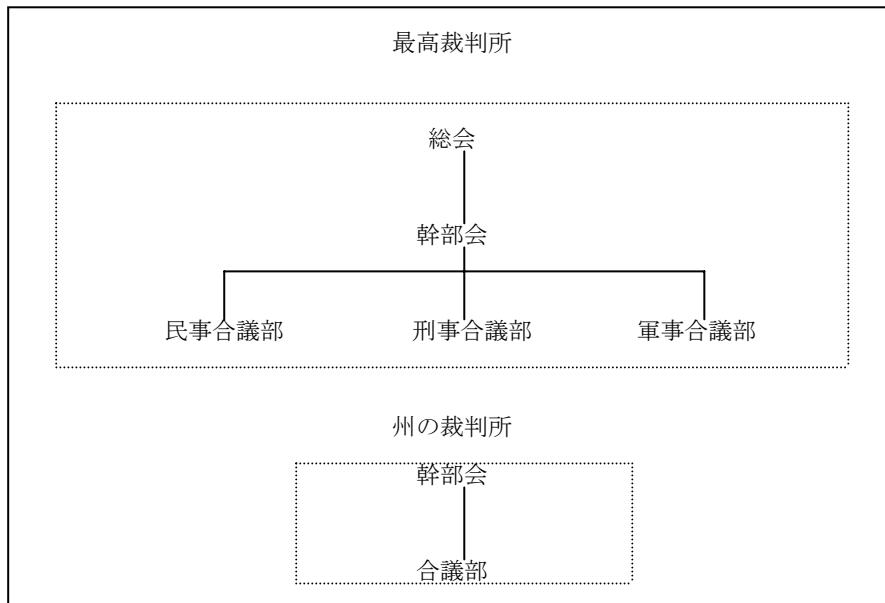 最高裁判所
総会
幹部会
民事合議部 刑事合議部 軍事合議部
州の裁判所
幹部会
合議部